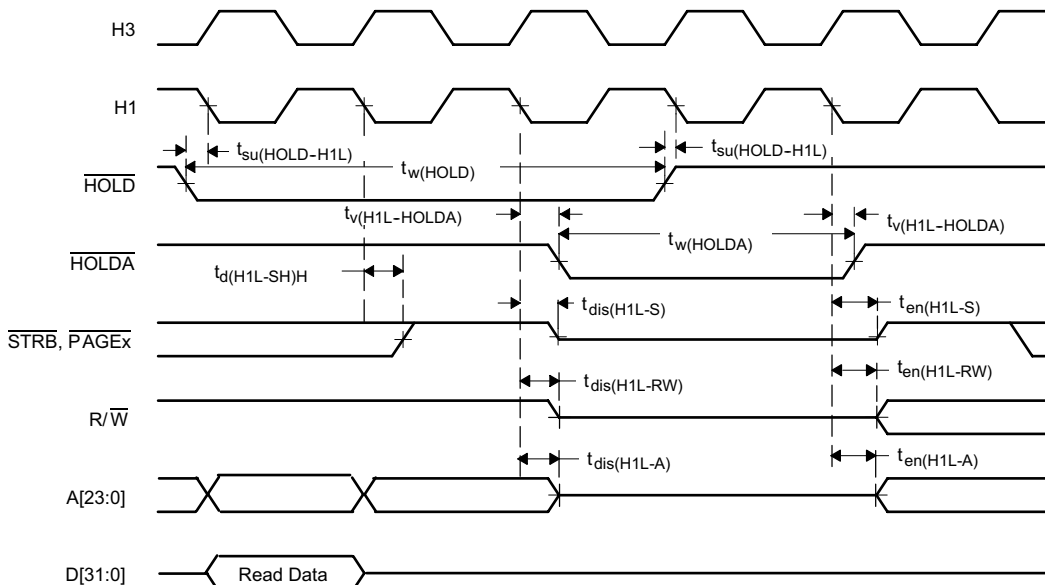 H3
H1
tsu(HOLD-H1L)
tsu(HOLD-H1L)
tw(HOLD)
HOLD
tv(H1L-HOLDA)
tv(H1L-HOLDA)
tw(HOLDA)
HOLDA
td(H1L-SH)H
tdis(H1L-S)
ten(H1L-S)
STRB, PAGEx
tdis(H1L-RW)
ten(H1L-RW)
R/W
tdis(H1L-A)
ten(H1L-A)
A[23:0]
D[31:0]
Read Data